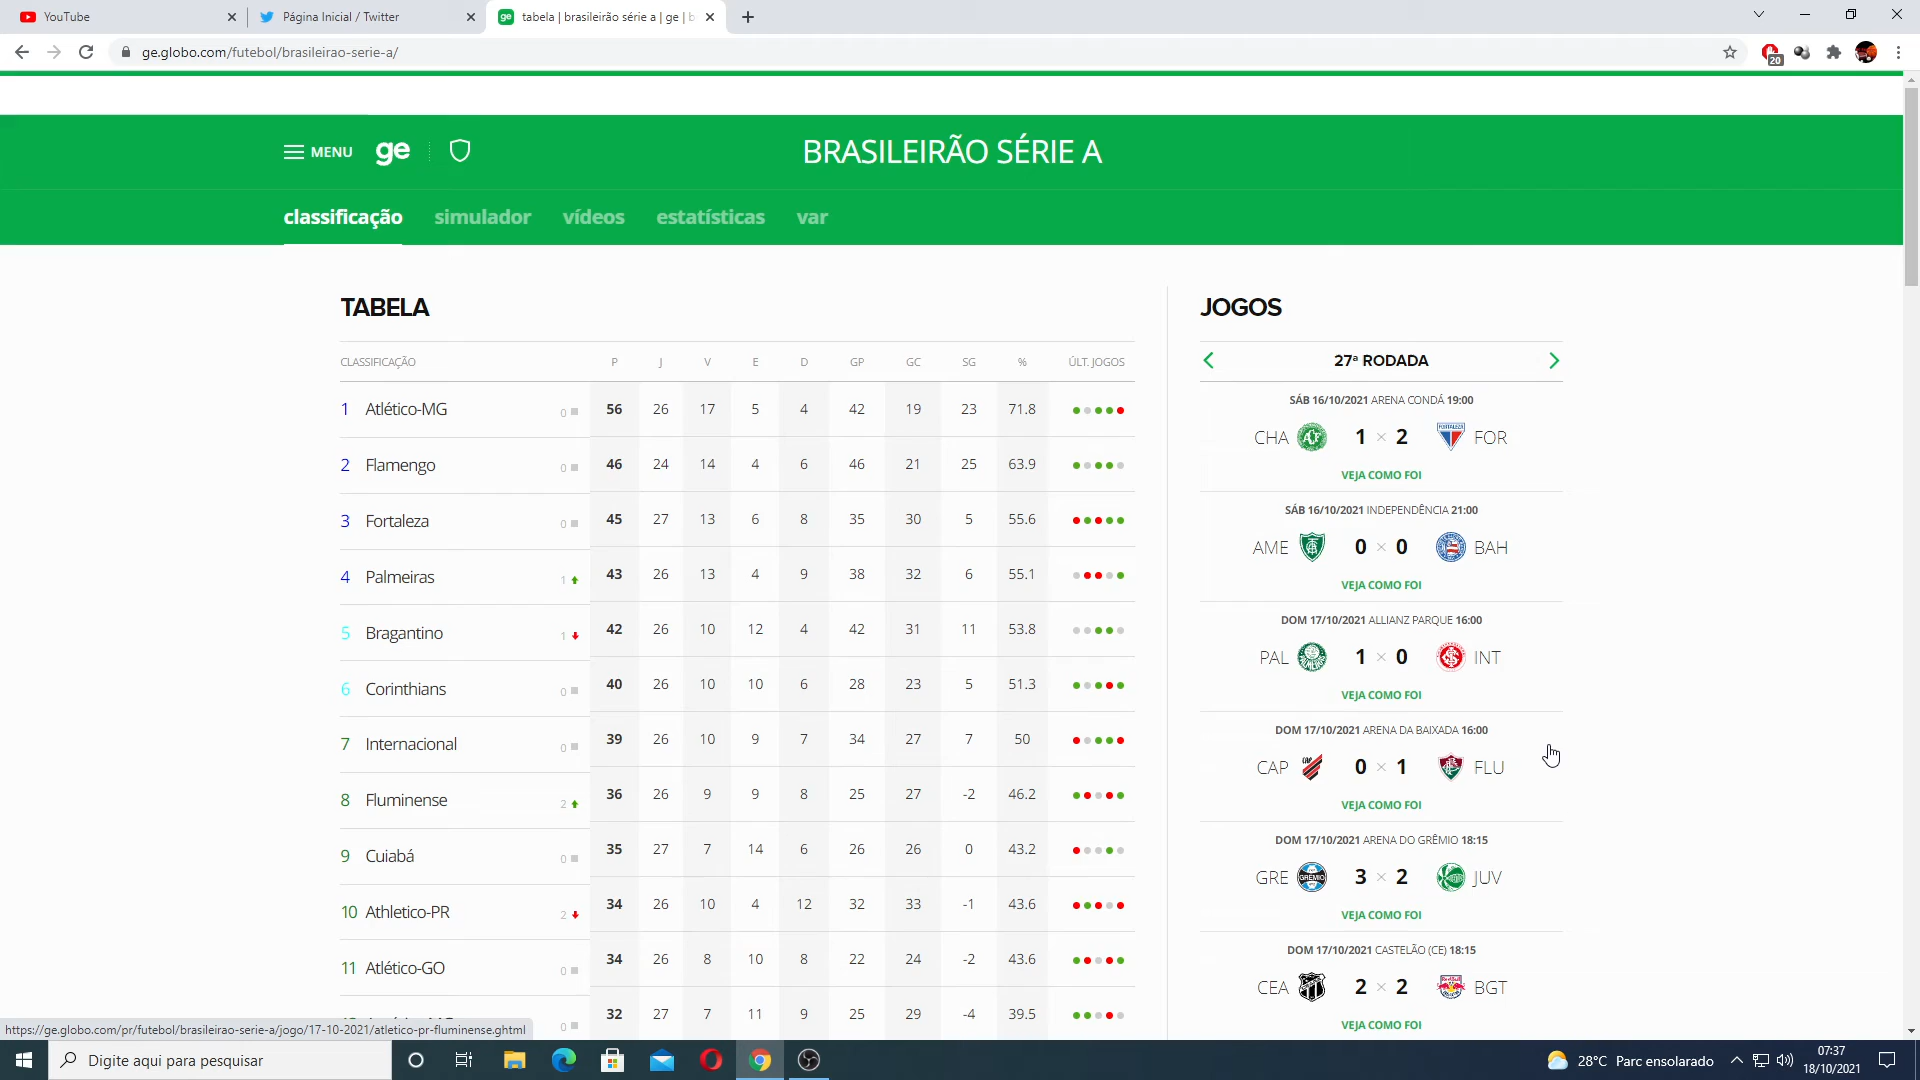 YouTube
Página Inicial / Twitter
ge tabela | brasileirão série a | ge | b
ge.globo.com/futebol/brasileirao-serie-a/
20
MENU ge
BRASILEIRÃO SÉRIE A
classificação simulador vídeos estatísticas var
TABELA
CLASSIFICAÇÃO P J V E D GP GC SG % ÚLT. JOGOS
1 Atlético-MG 0 56 26 17 5 4 42 19 23 71.8
2 Flamengo 0 46 24 14 4 6 46 21 25 63.9
3 Fortaleza 0 45 27 13 6 8 35 30 5 55.6
4 Palmeiras 1 43 26 13 4 9 38 32 6 55.1
5 Bragantino 1 42 26 10 12 4 42 31 11 53.8
6 Corinthians 0 40 26 10 10 6 28 23 5 51.3
7 Internacional 0 39 26 10 9 7 34 27 7 50
8 Fluminense 2 36 26 9 9 8 25 27 -2 46.2
9 Cuiabá 0 35 27 7 14 6 26 26 0 43.2
10 Athletico-PR 2 34 26 10 4 12 32 33 -1 43.6
11 Atlético-GO 0 34 26 8 10 8 22 24 -2 43.6
0 32 27 7 11 9 25 29 -4 39.5
JOGOS
27ª RODADA
SÁB 16/10/2021 ARENA CONDÁ 19:00
CHA 1 × 2 FORTALEZA FOR
VEJA COMO FOI
SÁB 16/10/2021 INDEPENDÊNCIA 21:00
AME 0 × 0 BAH
VEJA COMO FOI
DOM 17/10/2021 ALLIANZ PARQUE 16:00
PAL 1 × 0 INT
VEJA COMO FOI
DOM 17/10/2021 ARENA DA BAIXADA 16:00
CAP CAP 0 × 1 FLU
VEJA COMO FOI
DOM 17/10/2021 ARENA DO GRÊMIO 18:15
GRE GRÊMIO 3 × 2 JUV
VEJA COMO FOI
DOM 17/10/2021 CASTELÃO (CE) 18:15
CEA 2 × 2 BGT
VEJA COMO FOI
https://ge.globo.com/pr/futebol/brasileirao-serie-a/jogo/17-10-2021/atletico-pr-fluminense.ghtml
Digite aqui para pesquisar
28°C Parc ensolarado
07:37
18/10/2021